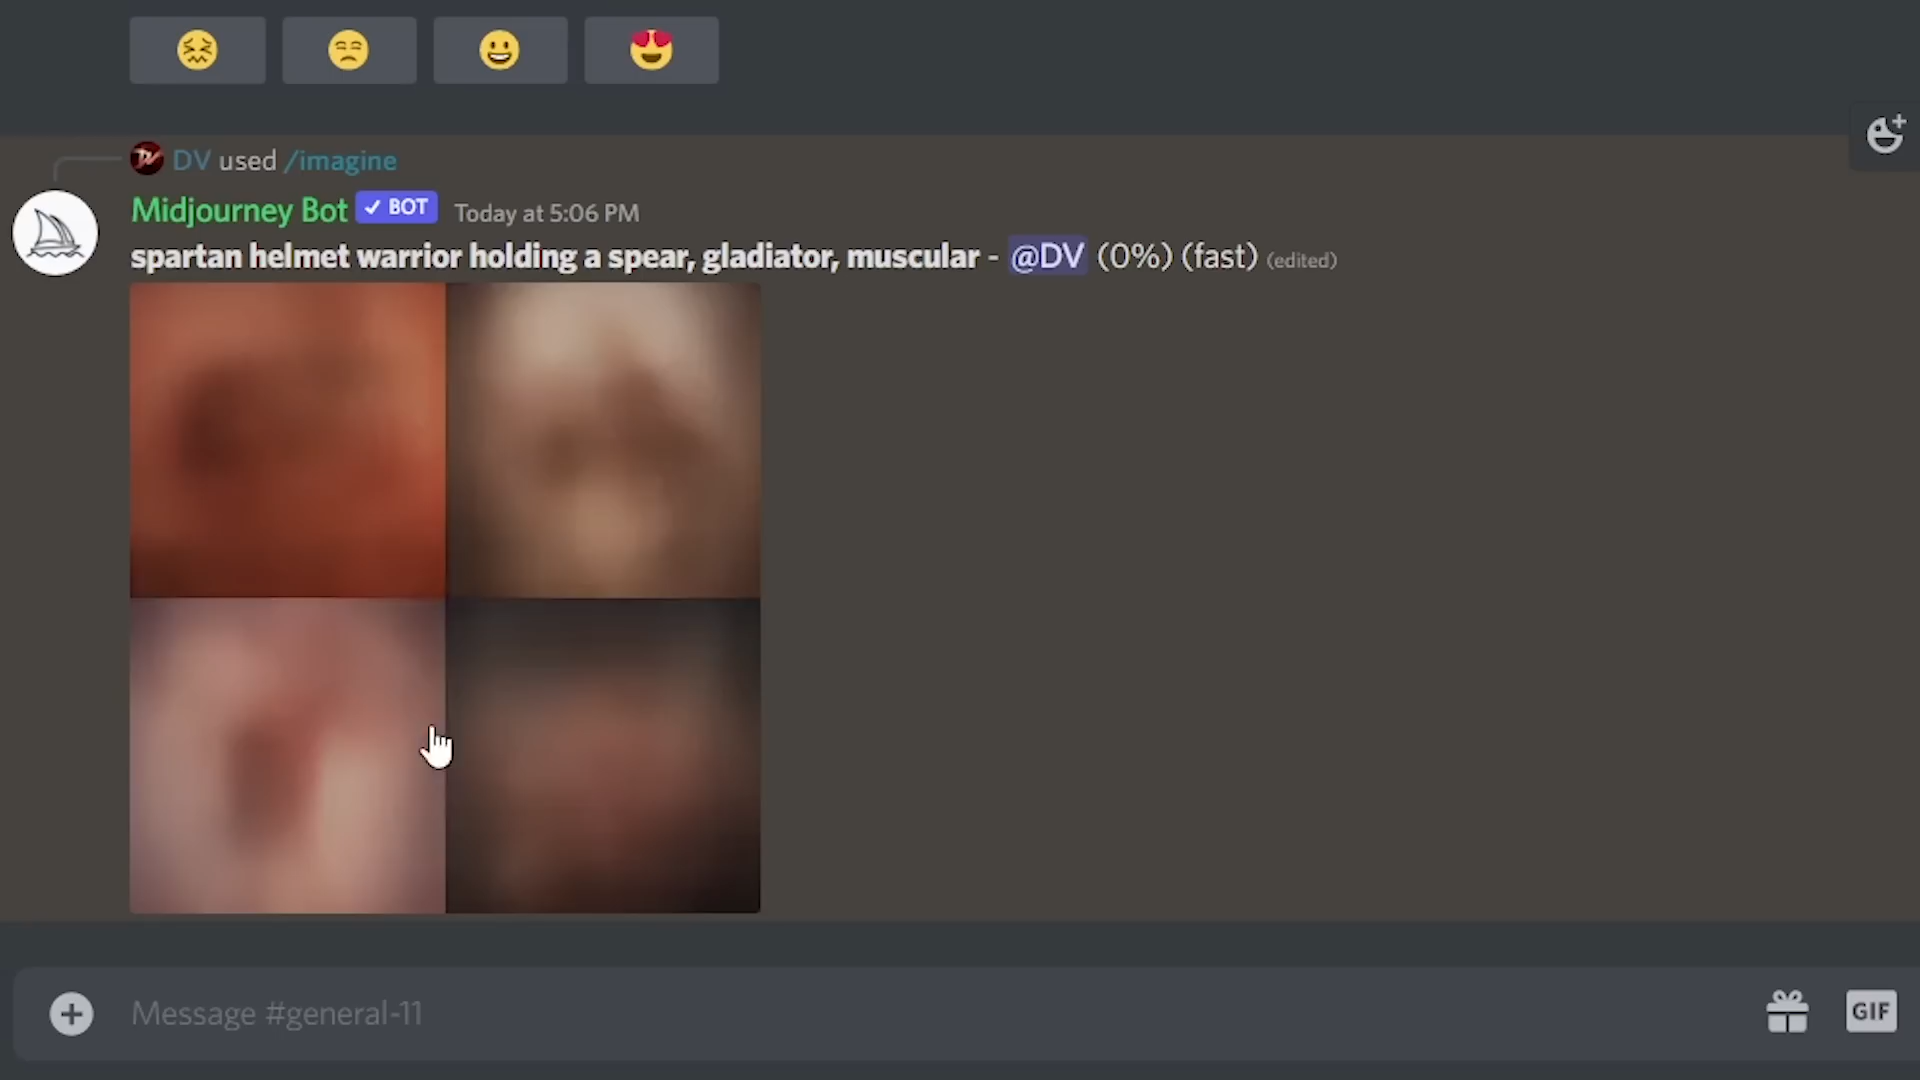 DV used /imagine
Midjourney Bot ✓ BOT Today at 5:06 PM
spartan helmet warrior holding a spear, gladiator, muscular - @DV (0%) (fast) (edited)
Message #general-11
GIF